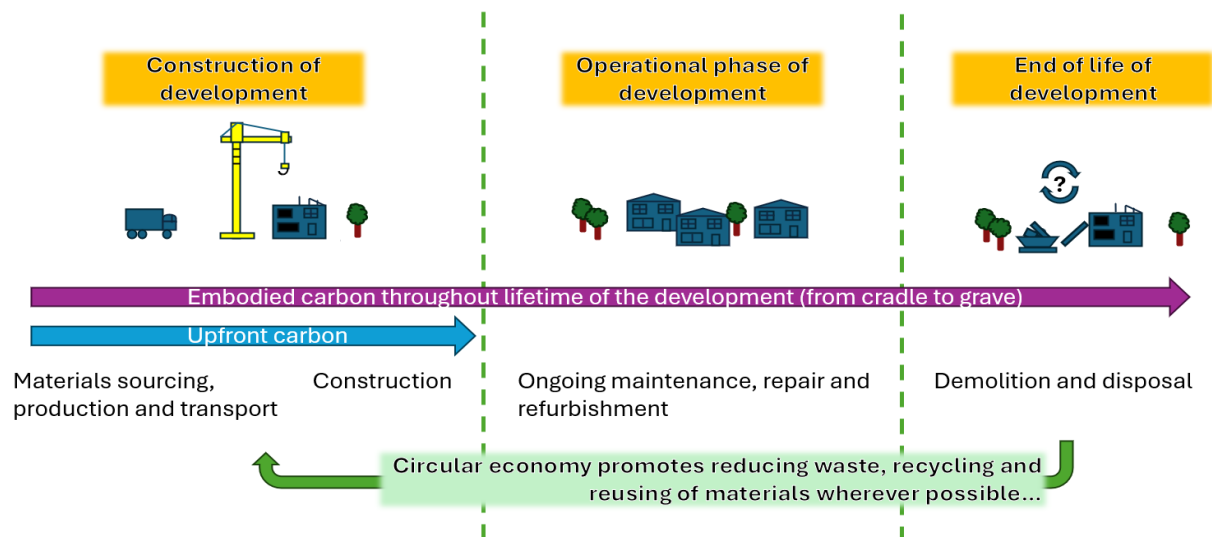 Construction of
development
Operational phase of
development
End of life of
development
?
Embodied carbon throughout lifetime of the development (from cradle to grave)
Upfront carbon
Materials sourcing,
production and transport
Construction
Ongoing maintenance, repair and
refurbishment
Demolition and disposal
Circular economy promotes reducing waste, recycling and
reusing of materials wherever possible...